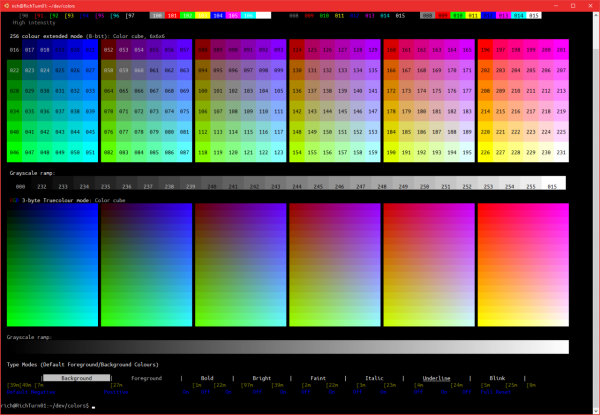 rich@RichTurm01: ~/dev/colors
[90 [91 [92 [93 [95 [96 [97 100 101 102 104 105 106 008 009 010 011 012 013 014 015 008 009 010 011 012 013 014 015
High intensity
256 colour extended mode (8-bit): Color cube, 6x6x6
016 017 018 019 020 021 052 053 054 055 056 057 088 089 090 091 092 093 124 125 126 127 128 129 160 161 162 163 164 165 196 197 198 199 200 201
022 023 024 025 026 027 058 059 060 061 062 063 094 095 096 097 098 099 130 131 132 133 134 135 166 167 168 169 170 171 202 203 204 205 206 207
028 029 030 031 032 033 064 065 066 067 068 069 100 101 102 103 104 105 136 137 138 139 140 141 172 173 174 175 176 177 208 209 210 211 212 213
034 035 036 037 038 039 070 071 072 073 074 075 106 107 108 109 110 111 142 143 144 145 146 147 178 179 180 181 182 183 214 215 216 217 218 219
040 041 042 043 044 045 076 077 078 079 080 081 112 113 114 115 116 117 148 149 150 151 152 153 184 185 186 187 188 189 220 221 222 223 224 225
046 047 048 049 050 051 082 083 084 085 086 087 118 119 120 121 122 123 154 155 156 157 158 159 190 191 192 193 194 195 226 227 228 229 230 231
Grayscale ramp:
000 232 233 234 235 236 237 238 239 240 241 242 243 244 245 246 247 248 249 250 251 252 253 254 255 015
3-byte Truecolour mode: Color cube
Grayscale ramp:
Type Modes (Default Foreground/Background Colours)
| Background | Foreground | Bold | Bright | Faint | Italic | Underline | Blink |
[39m[49m [7m [27m [5m [25m
rich@RichTurm01:~/dev/colors$